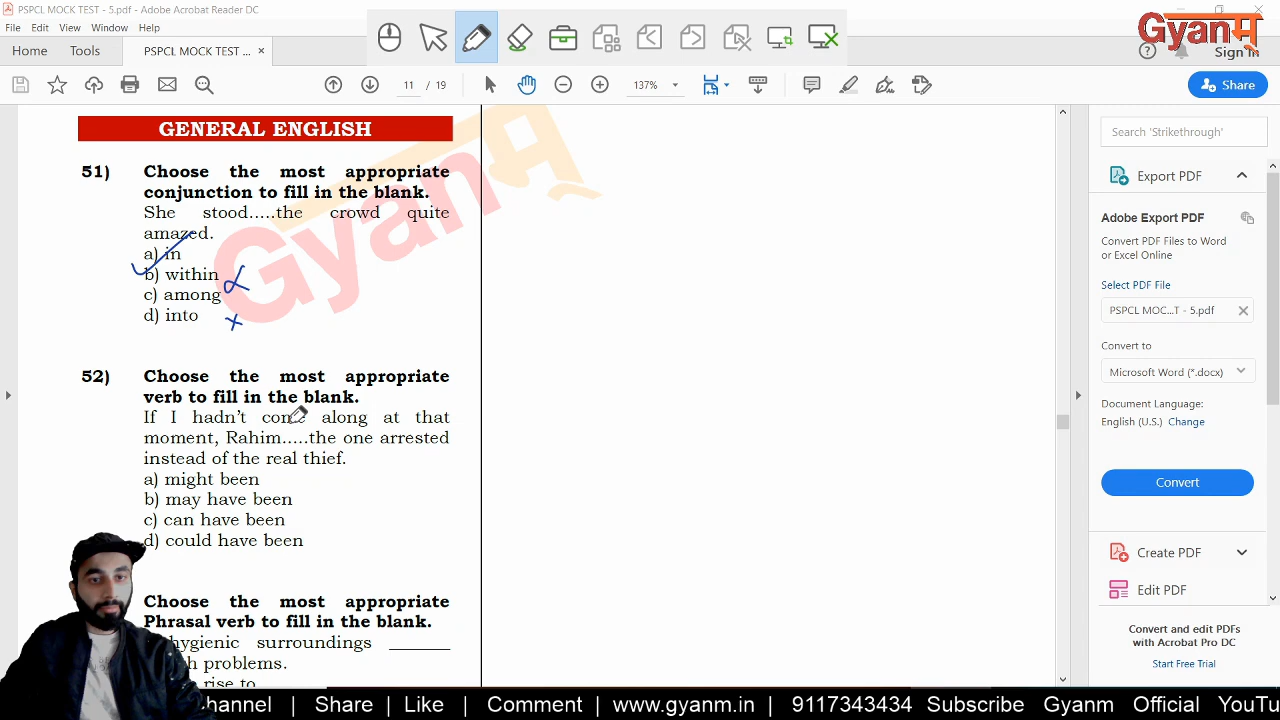 PSPCL MOCK TEST - 5.pdf - Adobe Acrobat Reader DC
File Edit View Window Help
Home Tools PSPCL MOCK TEST ... ×
Gyanम्
Sign In
11 / 19 137% Share
GENERAL ENGLISH
51) Choose the most appropriate
conjunction to fill in the blank.
She stood.....the crowd quite
amazed.
a) in
b) within
c) among
d) into
52) Choose the most appropriate
verb to fill in the blank.
If I hadn't come along at that
moment, Rahim.....the one arrested
instead of the real thief.
a) might been
b) may have been
c) can have been
d) could have been
Choose the most appropriate
Phrasal verb to fill in the blank.
hygienic surroundings ______
problems.
rise to
Gyanम्
Search 'Strikethrough'
Export PDF
Adobe Export PDF
Convert PDF Files to Word
or Excel Online
Select PDF File
PSPCL MOC...T - 5.pdf
Convert to
Microsoft Word (*.docx)
Document Language:
English (U.S.) Change
Convert
Create PDF
Edit PDF
Convert and edit PDFs
with Acrobat Pro DC
Start Free Trial
Channel | Share | Like | Comment | www.gyanm.in | 9117343434 Subscribe Gyanm Official YouTu